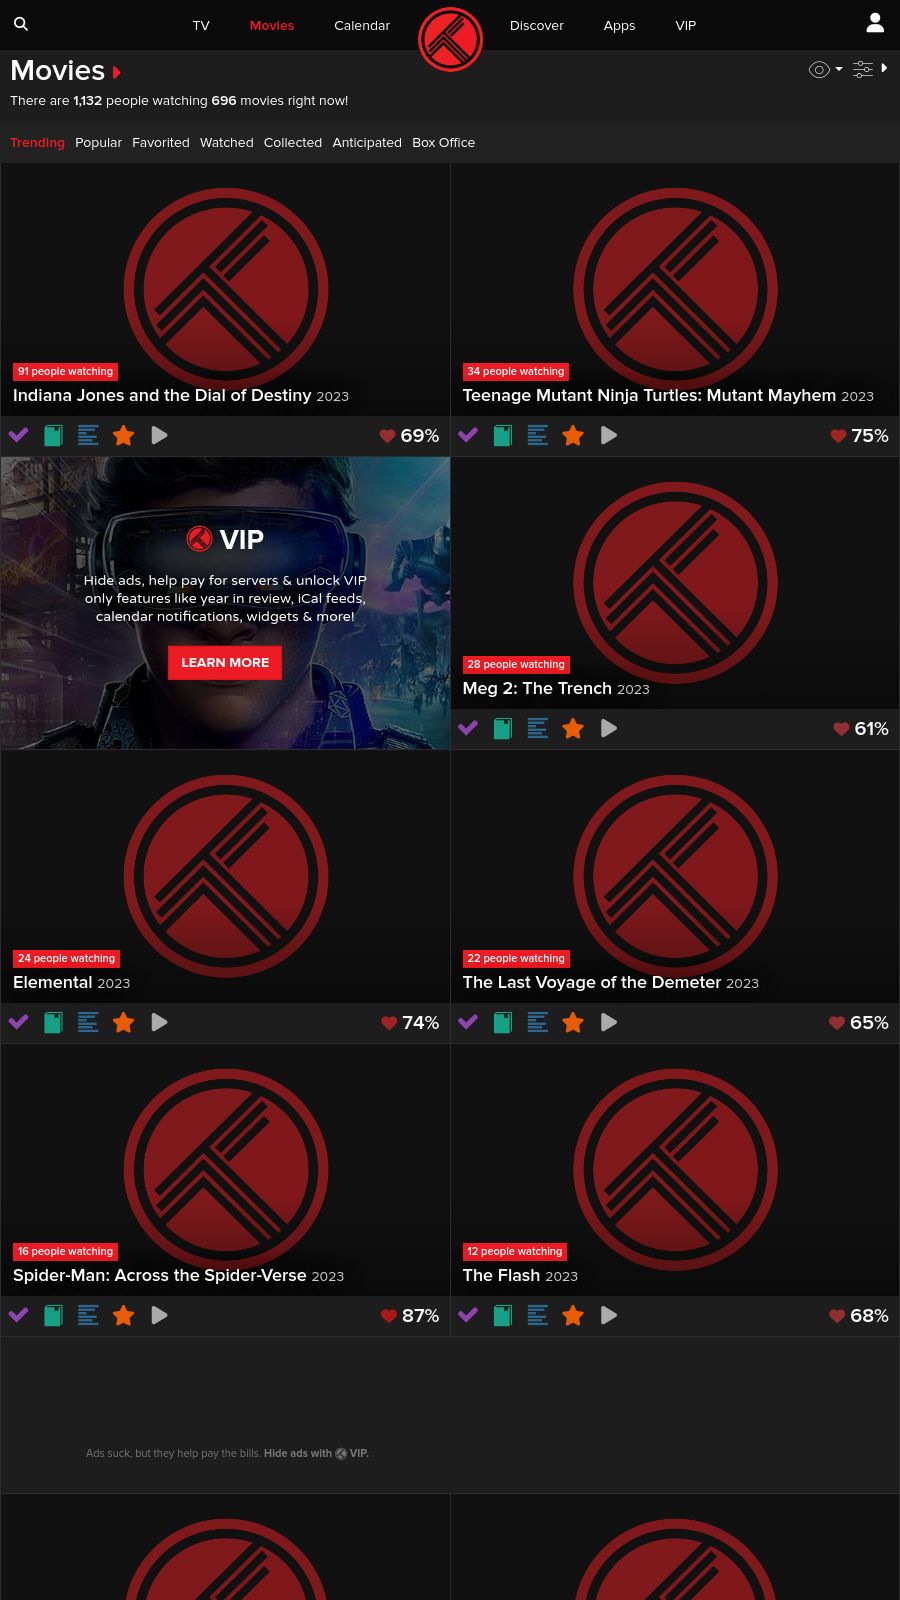 TV Movies Calendar Discover Apps VIP
Movies
There are 1,132 people watching 696 movies right now!
Trending Popular Favorited Watched Collected Anticipated Box Office
91 people watching
Indiana Jones and the Dial of Destiny 2023
69%
34 people watching
Teenage Mutant Ninja Turtles: Mutant Mayhem 2023
75%
VIP
Hide ads, help pay for servers & unlock VIP
only features like year in review, iCal feeds,
calendar notifications, widgets & more!
LEARN MORE
28 people watching
Meg 2: The Trench 2023
61%
24 people watching
Elemental 2023
74%
22 people watching
The Last Voyage of the Demeter 2023
65%
16 people watching
Spider-Man: Across the Spider-Verse 2023
87%
12 people watching
The Flash 2023
68%
Ads suck, but they help pay the bills. Hide ads with VIP.